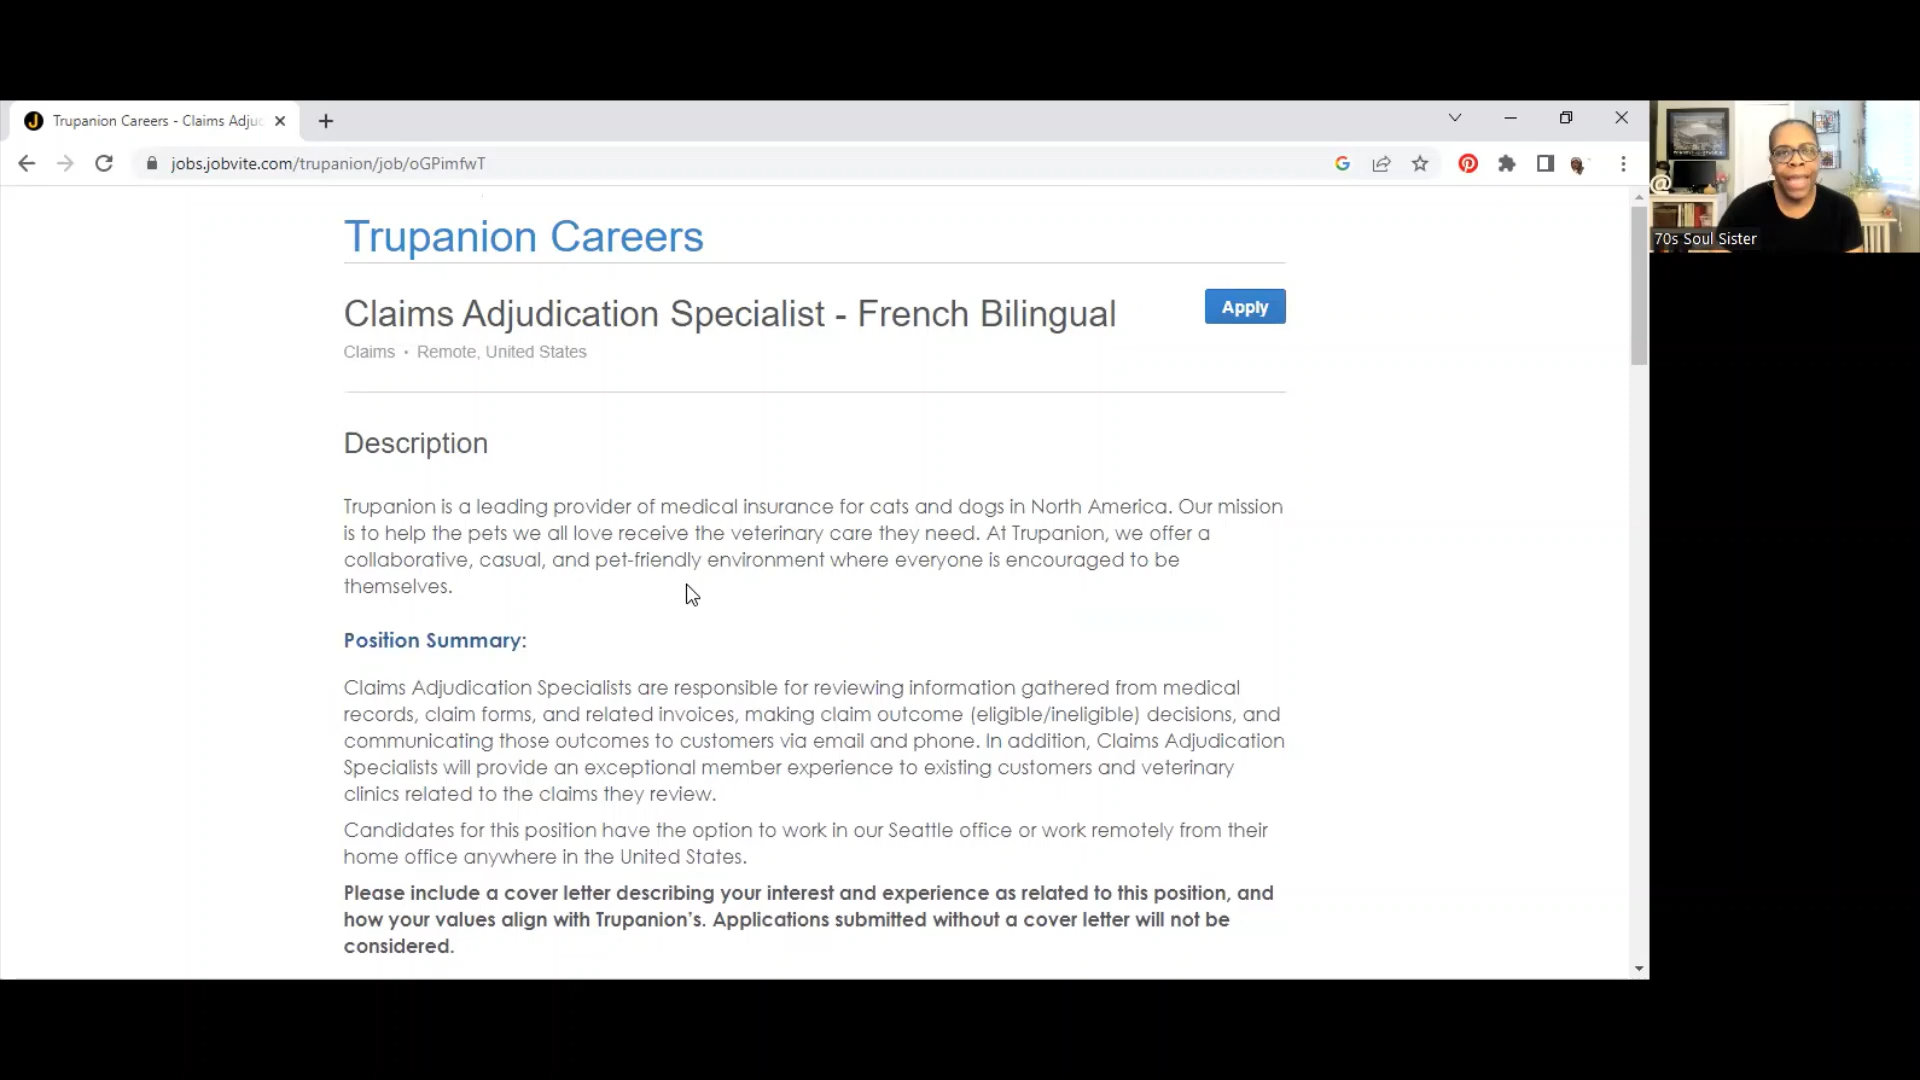 Trupanion Careers - Claims Adju
jobs.jobvite.com/trupanion/job/oGPimfwT
70s Soul Sister
Trupanion Careers
Claims Adjudication Specialist - French Bilingual
Apply
Claims • Remote, United States
Description
Trupanion is a leading provider of medical insurance for cats and dogs in North America. Our mission
is to help the pets we all love receive the veterinary care they need. At Trupanion, we offer a
collaborative, casual, and pet-friendly environment where everyone is encouraged to be
themselves.
Position Summary:
Claims Adjudication Specialists are responsible for reviewing information gathered from medical
records, claim forms, and related invoices, making claim outcome (eligible/ineligible) decisions, and
communicating those outcomes to customers via email and phone. In addition, Claims Adjudication
Specialists will provide an exceptional member experience to existing customers and veterinary
clinics related to the claims they review.
Candidates for this position have the option to work in our Seattle office or work remotely from their
home office anywhere in the United States.
Please include a cover letter describing your interest and experience as related to this position, and
how your values align with Trupanion's. Applications submitted without a cover letter will not be
considered.